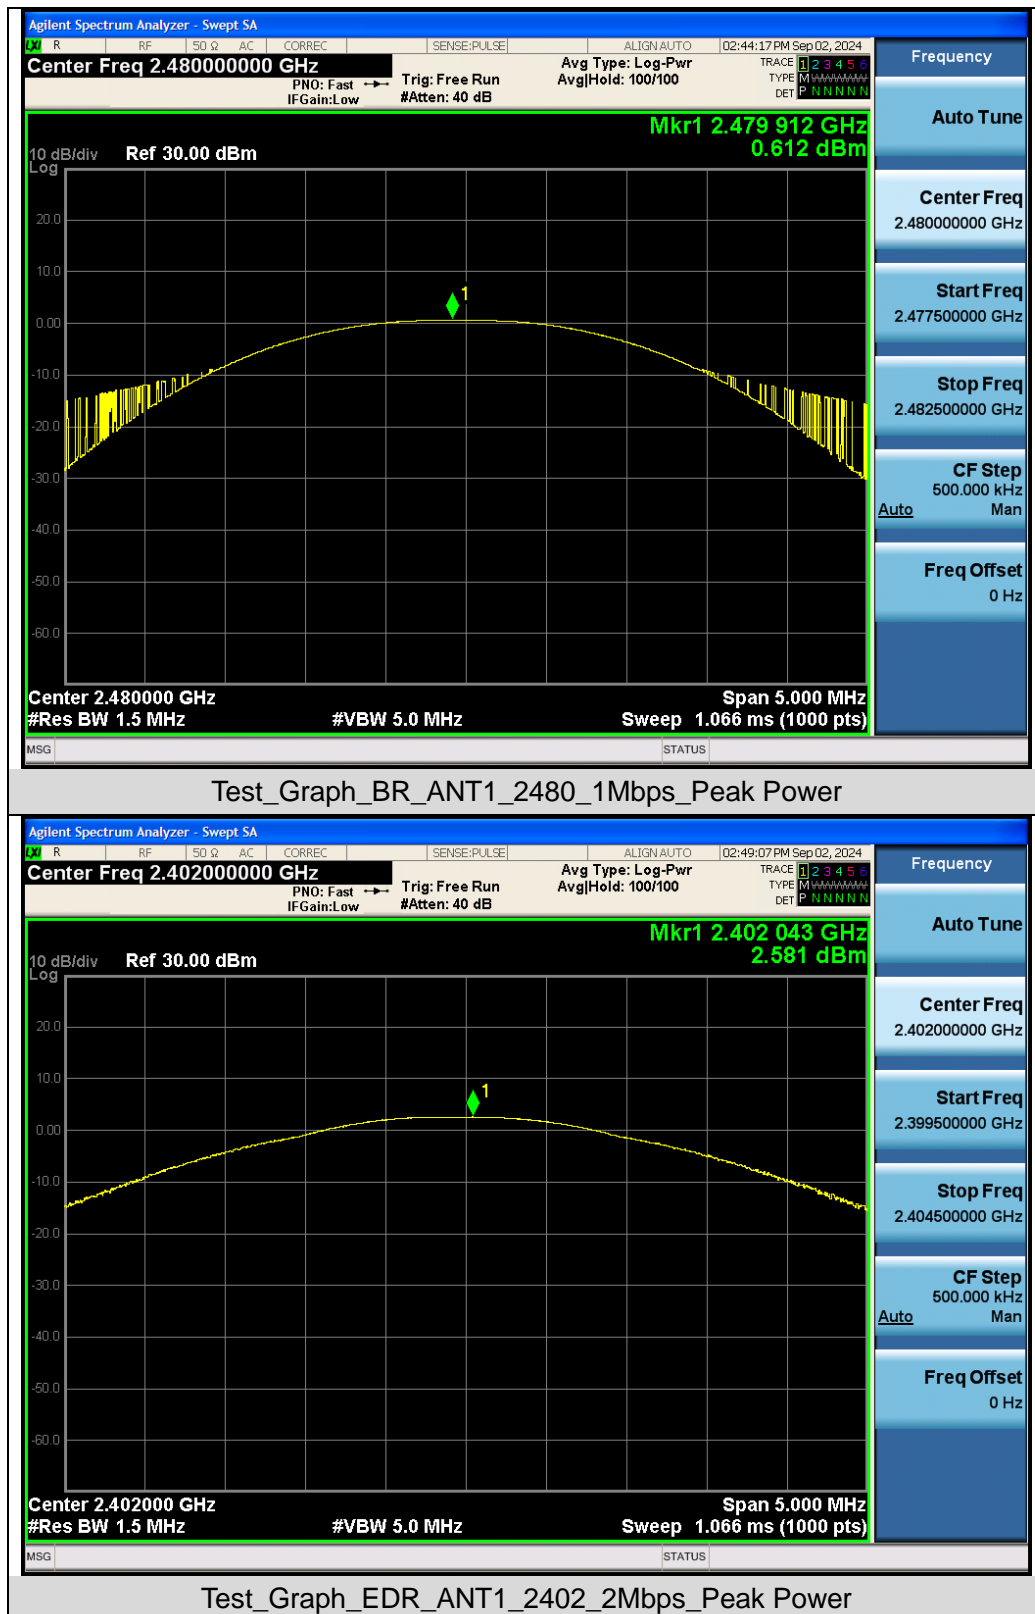 Agilent Spectrum Analyzer - Swept SA
LXI R RF 50 Ω AC CORREC SENSE:PULSE ALIGN AUTO 02:44:17 PM Sep 02, 2024
Center Freq 2.480000000 GHz
PNO: Fast
IFGain:Low
Trig: Free Run
#Atten: 40 dB
Avg Type: Log-Pwr
Avg|Hold: 100/100
TRACE 1 2 3 4 5 6
TYPE M
DET P N N N N N
Mkr1 2.479 912 GHz
0.612 dBm
10 dB/div Ref 30.00 dBm
Log
20.0
10.0
1
0.00
-10.0
-20.0
-30.0
-40.0
-50.0
-60.0
Center 2.480000 GHz Span 5.000 MHz
#Res BW 1.5 MHz #VBW 5.0 MHz Sweep 1.066 ms (1000 pts)
MSG STATUS
Frequency
Auto Tune
Center Freq
2.480000000 GHz
Start Freq
2.477500000 GHz
Stop Freq
2.482500000 GHz
CF Step
500.000 kHz
Auto Man
Freq Offset
0 Hz
Test_Graph_BR_ANT1_2480_1Mbps_Peak Power
Agilent Spectrum Analyzer - Swept SA
LXI R RF 50 Ω AC CORREC SENSE:PULSE ALIGN AUTO 02:49:07 PM Sep 02, 2024
Center Freq 2.402000000 GHz
PNO: Fast
IFGain:Low
Trig: Free Run
#Atten: 40 dB
Avg Type: Log-Pwr
Avg|Hold: 100/100
TRACE 1 2 3 4 5 6
TYPE M
DET P N N N N N
Mkr1 2.402 043 GHz
2.581 dBm
10 dB/div Ref 30.00 dBm
Log
20.0
10.0
1
0.00
-10.0
-20.0
-30.0
-40.0
-50.0
-60.0
Center 2.402000 GHz Span 5.000 MHz
#Res BW 1.5 MHz #VBW 5.0 MHz Sweep 1.066 ms (1000 pts)
MSG STATUS
Frequency
Auto Tune
Center Freq
2.402000000 GHz
Start Freq
2.399500000 GHz
Stop Freq
2.404500000 GHz
CF Step
500.000 kHz
Auto Man
Freq Offset
0 Hz
Test_Graph_EDR_ANT1_2402_2Mbps_Peak Power